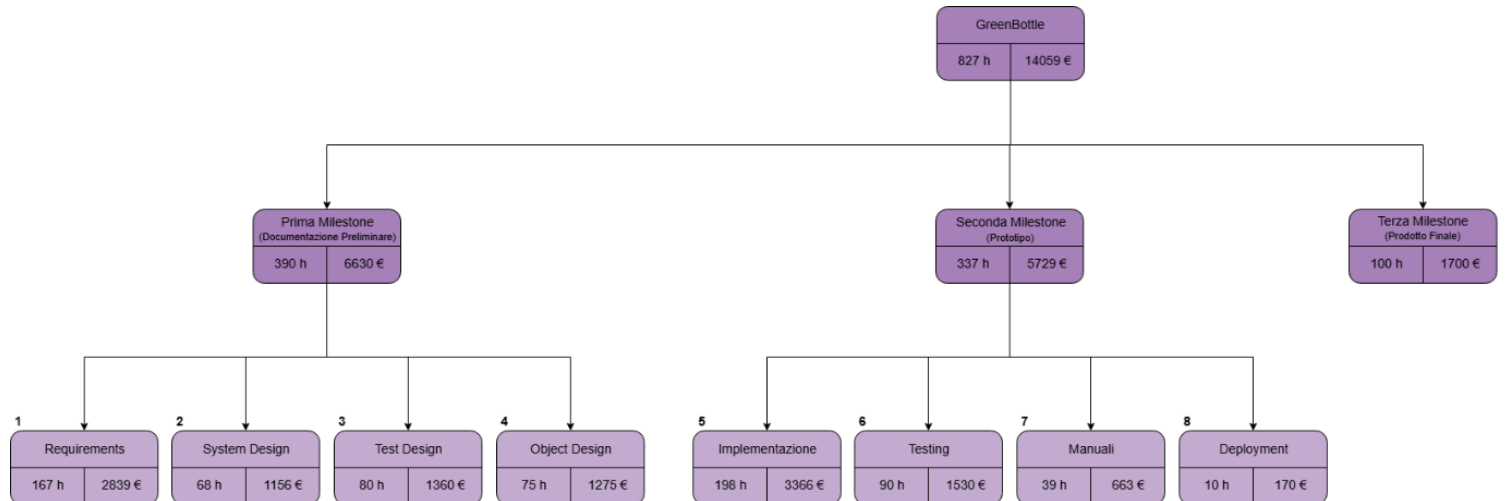 GreenBottle
827 h 14059 €
Prima Milestone
(Documentazione Preliminare)
390 h 6630 €
Seconda Milestone
(Prototipo)
337 h 5729 €
Terza Milestone
(Prodotto Finale)
100 h 1700 €
1
Requirements
167 h 2839 €
2
System Design
68 h 1156 €
3
Test Design
80 h 1360 €
4
Object Design
75 h 1275 €
5
Implementazione
198 h 3366 €
6
Testing
90 h 1530 €
7
Manuali
39 h 663 €
8
Deployment
10 h 170 €